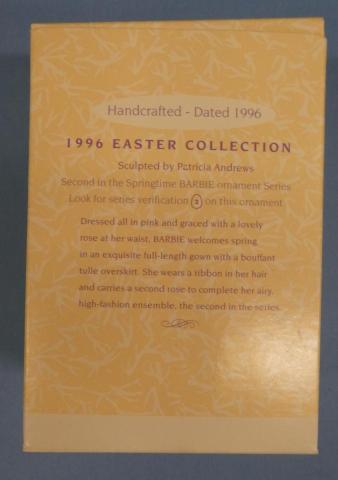 Handcrafted - Dated 1996
1996 EASTER COLLECTION
Sculpted by Patricia Andrews
Second in the Springtime BARBIE ornament Series
Look for series verification 2 on this ornament
Dressed all in pink and graced with a lovely
rose at her waist, BARBIE welcomes spring
in an exquisite full-length gown with a bouffant
tulle overskirt. She wears a ribbon in her hair
and carries a second rose to complete her airy,
high-fashion ensemble, the second in the series.